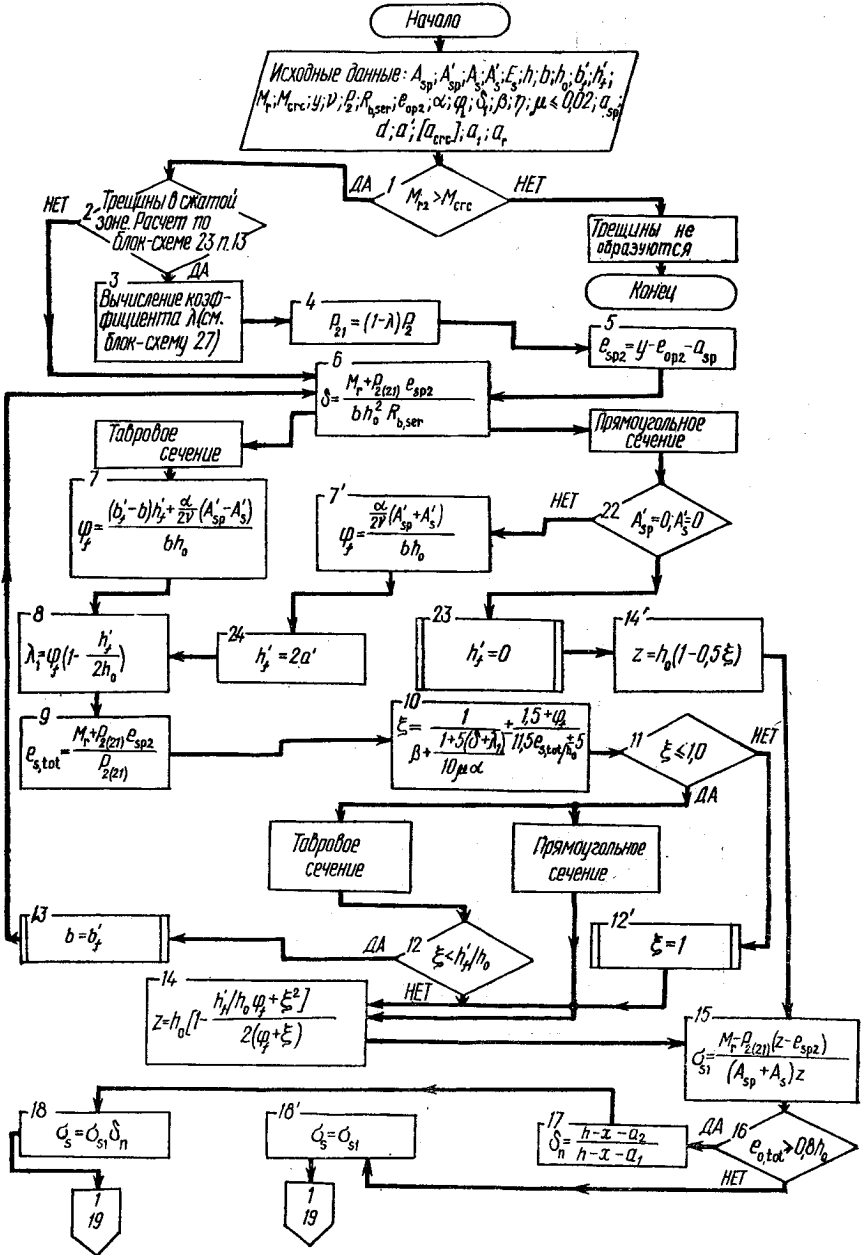 Начало
Исходные данные: A_sp; A'_sp; A_s; A'_s; E_s; h; b; h_0; b'_f; h'_f;
M_r; M_crc; y; ν; P_2; R_b,ser; e_op2; α; φ_l; δ_1; β; η; μ ≤ 0,02; a_sp;
d; a'; [a_crc]; a_1; a_r
1
M_r2 > M_crc
ДА
НЕТ
2
Трещины в сжатой
зоне. Расчет по
блок-схеме 23 п.13
НЕТ
ДА
Трещины не
образуются
Конец
3
Вычисление коэф-
фициента λ (см.
блок-схему 27)
4
P_21 = (1-λ)P_2
5
e_sp2 = y - e_op2 - a_sp
6
δ = (M_r + P_2(21) e_sp2) / (b h_0^2 R_b,ser)
Тавровое
сечение
Прямоугольное
сечение
7
φ_f = ((b'_f - b)h'_f + α/2ν (A'_sp - A'_s)) / (b h_0)
7'
φ_f = (α/2ν (A'_sp + A'_s)) / (b h_0)
НЕТ
22
A'_sp = 0; A'_s = 0
8
λ_1 = φ_f (1 - h'_f / 2h_0)
24
h'_f = 2a'
23
h'_f = 0
14'
z = h_0 (1 - 0,5ξ)
9
e_s,tot = (M_r + P_2(21) e_sp2) / P_2(21)
10
ξ = 1 / (β + (1 + 5(δ + λ_1)) / (10μα)) ± (1,5 + φ_f) / (11,5 e_s,tot/h_0 ± 5)
11
ξ ≤ 1,0
НЕТ
ДА
Тавровое
сечение
Прямоугольное
сечение
13
b = b'_f
ДА
12
ξ < h'_f / h_0
НЕТ
12'
ξ = 1
14
z = h_0 [1 - (h'_f/h_0 φ_f + ξ^2) / (2(φ_f + ξ))]
15
σ_s1 = (M_r - P_2(21) (z - e_sp2)) / ((A_sp + A_s) z)
18
σ_s = σ_s1 δ_n
18'
σ_s = σ_s1
17
δ_n = (h - x - a_2) / (h - x - a_1)
ДА
16
e_o,tot > 0,8h_0
НЕТ
1
19
1
19